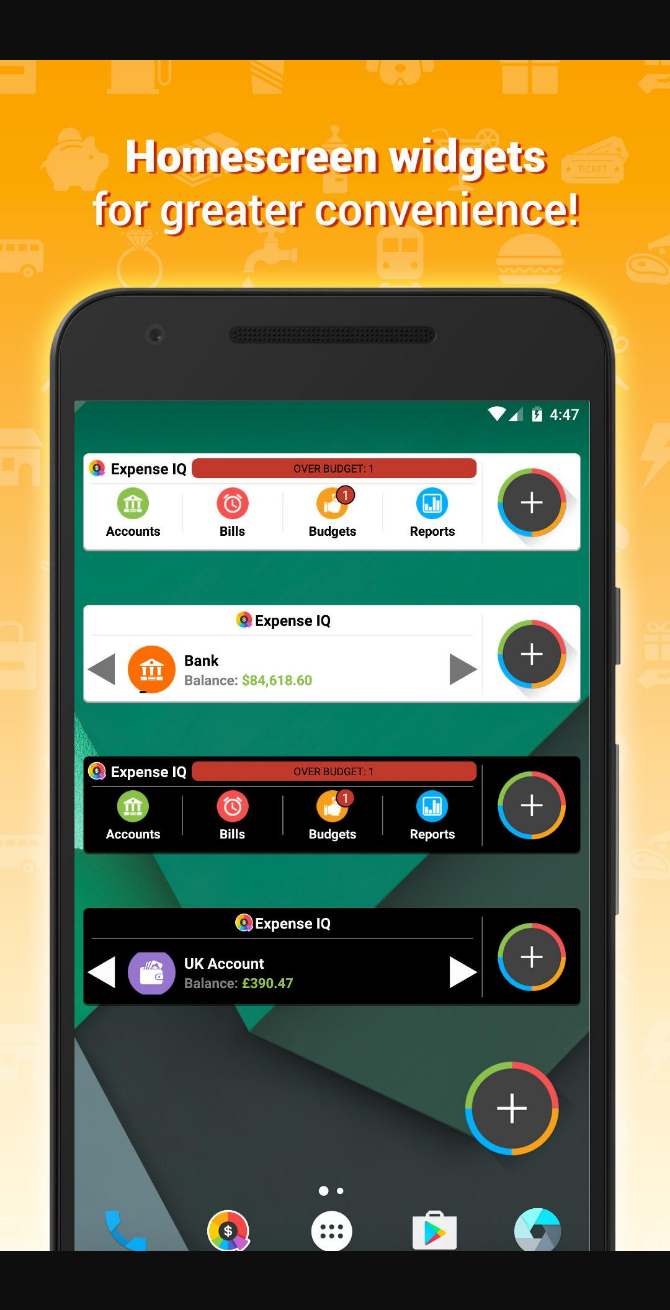 TICKET
Homescreen widgets
for greater convenience!
4:47
Expense IQ
OVER BUDGET: 1
1
Accounts
Bills
Budgets
Reports
Expense IQ
Bank
Balance: $84,618.60
Expense IQ
OVER BUDGET: 1
1
Accounts
Bills
Budgets
Reports
Expense IQ
UK Account
Balance: £390.47